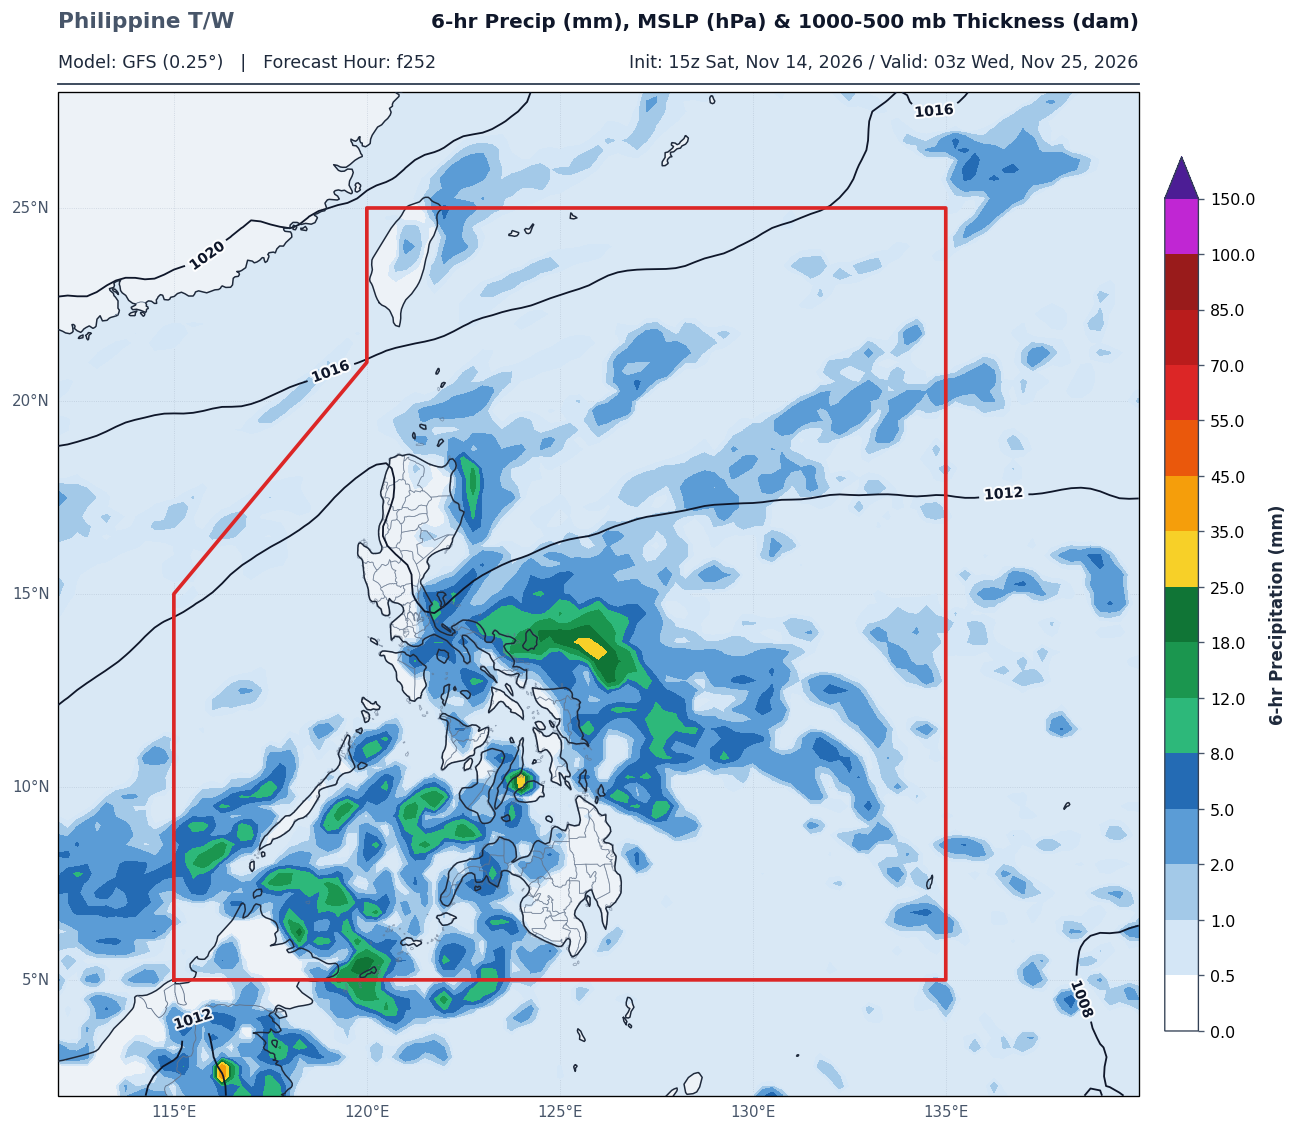 Philippine T/W
6-hr Precip (mm), MSLP (hPa) & 1000-500 mb Thickness (dam)
Model: GFS (0.25°) | Forecast Hour: f252
Init: 15z Sat, Nov 14, 2026 / Valid: 03z Wed, Nov 25, 2026
1016
1020
1016
1012
1012
1008
25°N
20°N
15°N
10°N
5°N
115°E
120°E
125°E
130°E
135°E
150.0
100.0
85.0
70.0
55.0
45.0
35.0
25.0
18.0
12.0
8.0
5.0
2.0
1.0
0.5
0.0
6-hr Precipitation (mm)